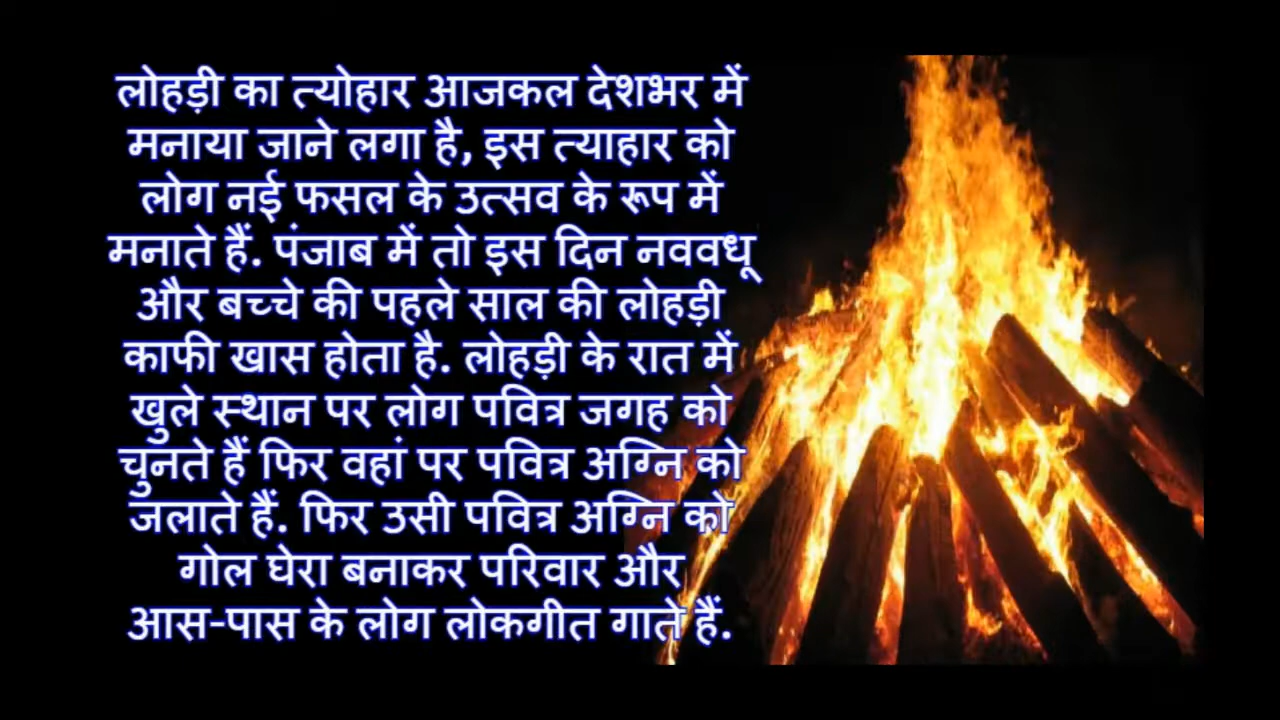 लोहड़ी का त्योहार आजकल देशभर में
मनाया जाने लगा है, इस त्याहार को
लोग नई फसल के उत्सव के रूप में
मनाते हैं. पंजाब में तो इस दिन नववधू
और बच्चे की पहले साल की लोहड़ी
काफी खास होता है. लोहड़ी के रात में
खुले स्थान पर लोग पवित्र जगह को
चुनते हैं फिर वहां पर पवित्र अग्नि को
जलाते हैं. फिर उसी पवित्र अग्नि को
गोल घेरा बनाकर परिवार और
आस-पास के लोग लोकगीत गाते हैं.